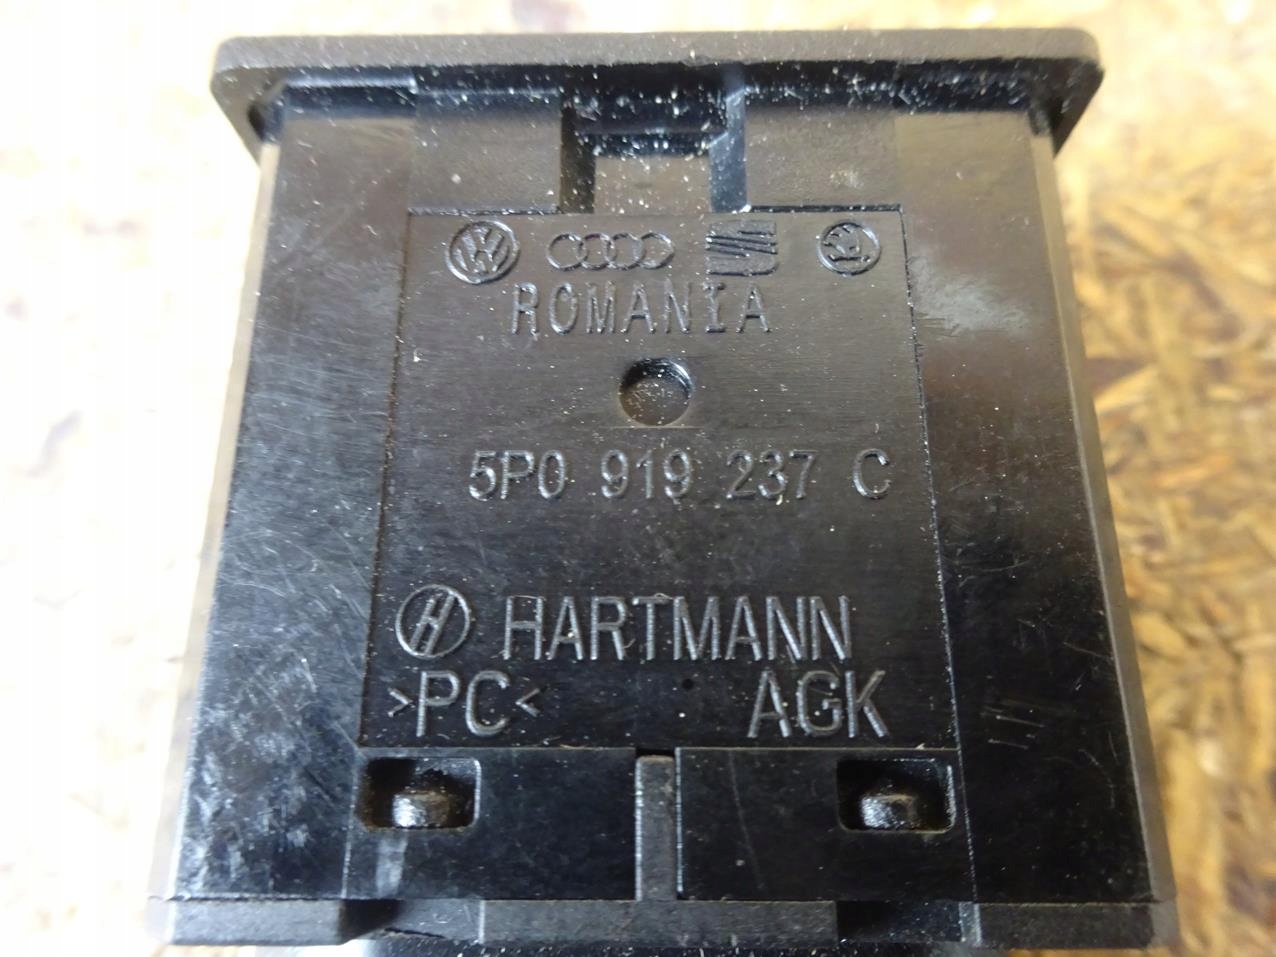 ROMANIA
5P0 919 237 C
H HARTMANN
>PC< AGK